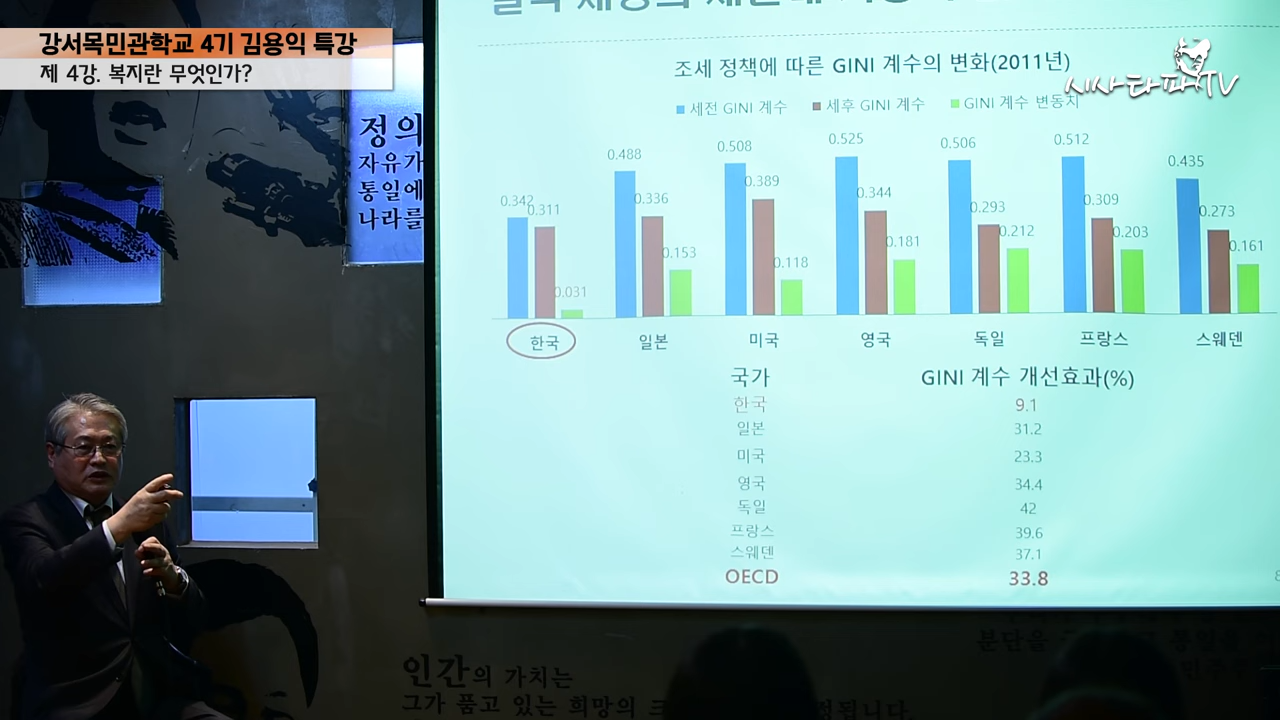 강서목민관학교 4기 김용익 특강
제 4강. 복지란 무엇인가?
시사타파TV
정의
자유가
통일에
나라를
조세 정책에 따른 GINI 계수의 변화(2011년)
세전 GINI 계수 세후 GINI 계수 GINI 계수 변동치
0.342 0.311 0.031
0.488 0.336 0.153
0.508 0.389 0.118
0.525 0.344 0.181
0.506 0.293 0.212
0.512 0.309 0.203
0.435 0.273 0.161
한국 일본 미국 영국 독일 프랑스 스웨덴
국가 GINI 계수 개선효과(%)
한국 9.1
일본 31.2
미국 23.3
영국 34.4
독일 42
프랑스 39.6
스웨덴 37.1
OECD 33.8
인간의 가치는
그가 품고 있는 희망의
분단을